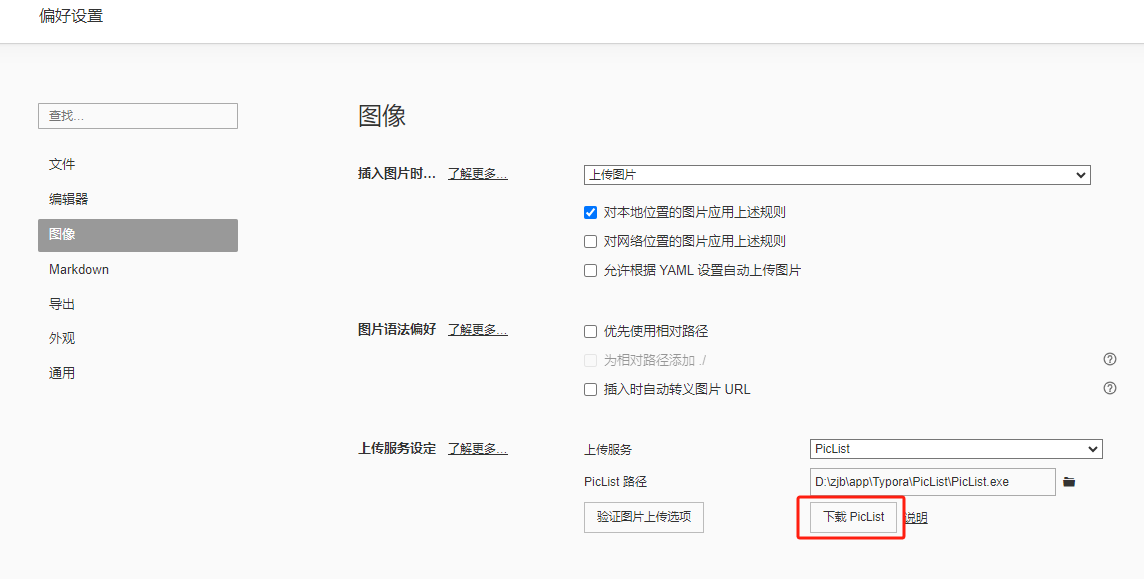 偏好设置
查找...
文件
编辑器
图像
Markdown
导出
外观
通用
图像
插入图片时... 了解更多... 上传图片
对本地位置的图片应用上述规则
对网络位置的图片应用上述规则
允许根据 YAML 设置自动上传图片
图片语法偏好 了解更多... 优先使用相对路径
为相对路径添加 ./
插入时自动转义图片 URL
上传服务设定 了解更多... 上传服务 PicList
PicList 路径 D:\zjb\app\Typora\PicList\PicList.exe
验证图片上传选项 下载 PicList 说明